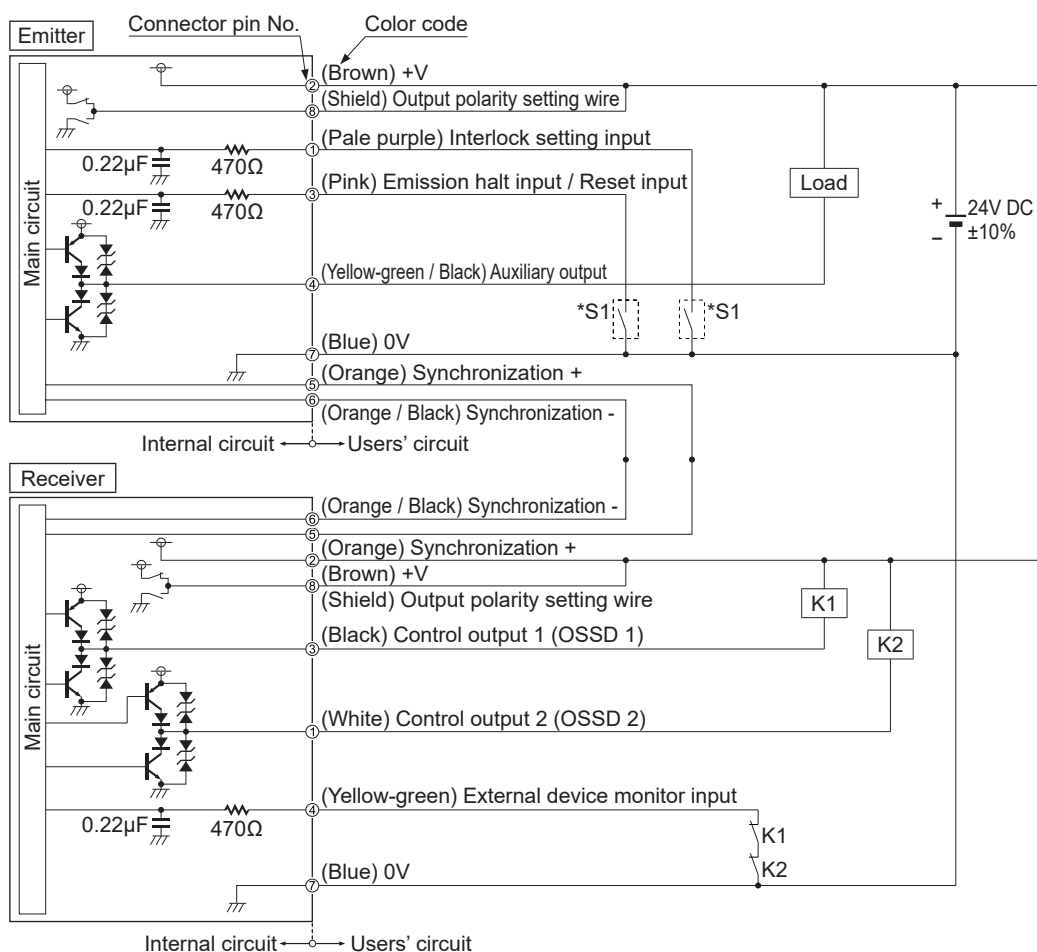 Connector pin No.
Color code
Emitter
Main circuit
② (Brown) +V
⑧ (Shield) Output polarity setting wire
0.22μF
470Ω
① (Pale purple) Interlock setting input
0.22μF
470Ω
③ (Pink) Emission halt input / Reset input
Load
+
−
24V DC
±10%
④ (Yellow-green / Black) Auxiliary output
*S1
*S1
⑦ (Blue) 0V
⑤ (Orange) Synchronization +
⑥ (Orange / Black) Synchronization -
Internal circuit
Users’ circuit
Receiver
Main circuit
⑥ (Orange / Black) Synchronization -
⑤
(Orange) Synchronization +
②
(Brown) +V
⑧
(Shield) Output polarity setting wire
K1
K2
③ (Black) Control output 1 (OSSD 1)
① (White) Control output 2 (OSSD 2)
0.22μF
470Ω
④ (Yellow-green) External device monitor input
K1
K2
⑦ (Blue) 0V
Internal circuit
Users’ circuit